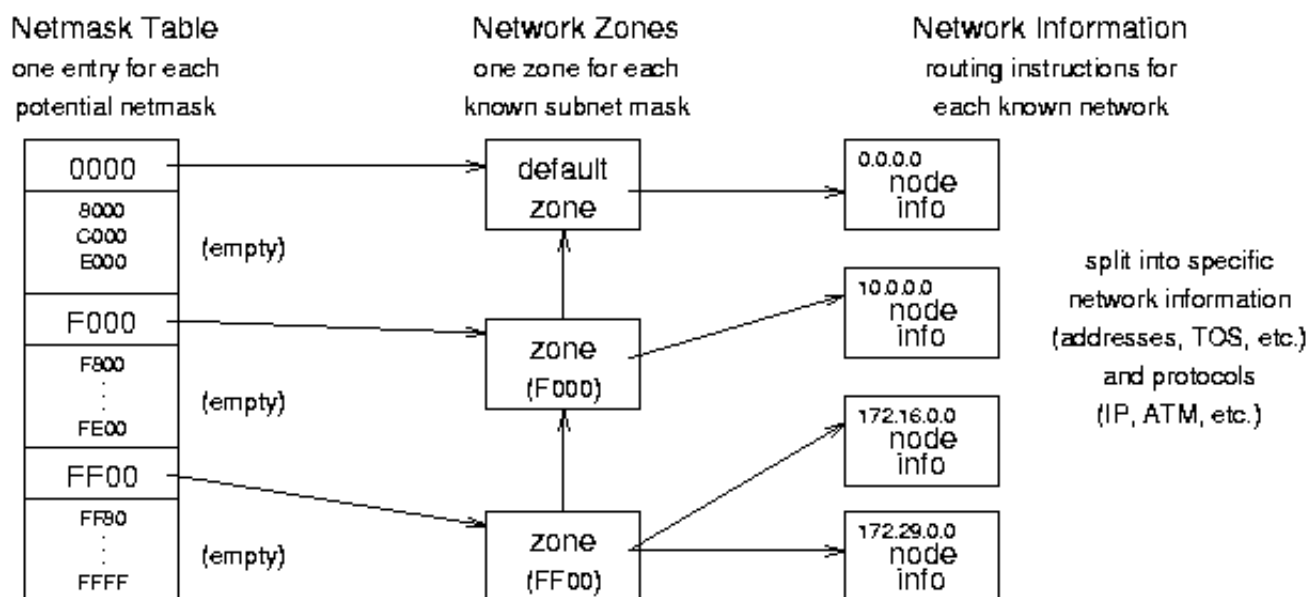 Netmask Table
one entry for each
potential netmask
Network Zones
one zone for each
known subnet mask
Network Information
routing instructions for
each known network
0000
8000
C000
E000
(empty)
F000
F800
.
.
FE00
(empty)
FF00
FF80
.
.
FFFF
(empty)
default
zone
zone
(F000)
zone
(FF00)
0.0.0.0
node
info
10.0.0.0
node
info
172.16.0.0
node
info
172.29.0.0
node
info
split into specific
network information
(addresses, TOS, etc.)
and protocols
(IP, ATM, etc.)